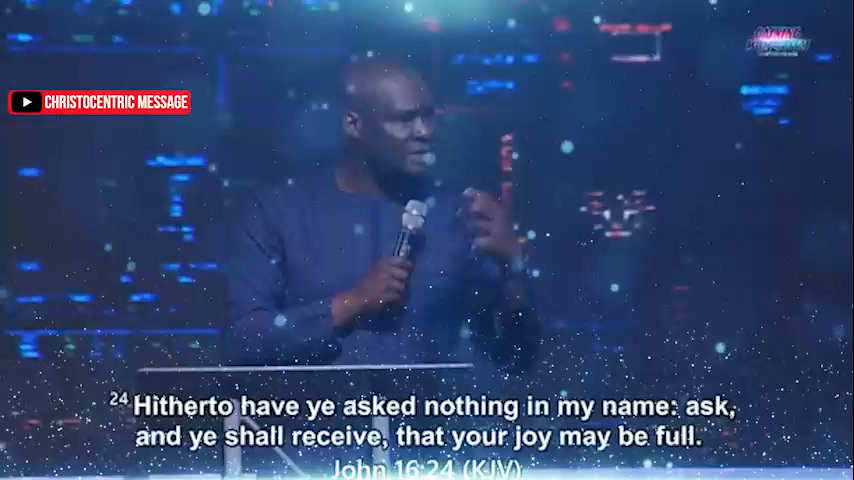 CHRISTOCENTRIC MESSAGE
24 Hitherto have ye asked nothing in my name: ask,
and ye shall receive, that your joy may be full.
John 16:24 (KJV)